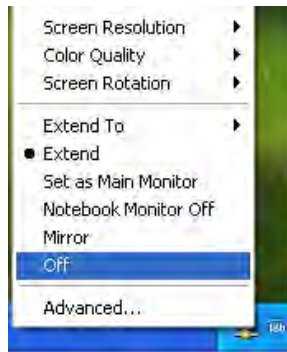 Screen Resolution
Color Quality
Screen Rotation
Extend To
Extend
Set as Main Monitor
Notebook Monitor Off
Mirror
Off
Advanced...